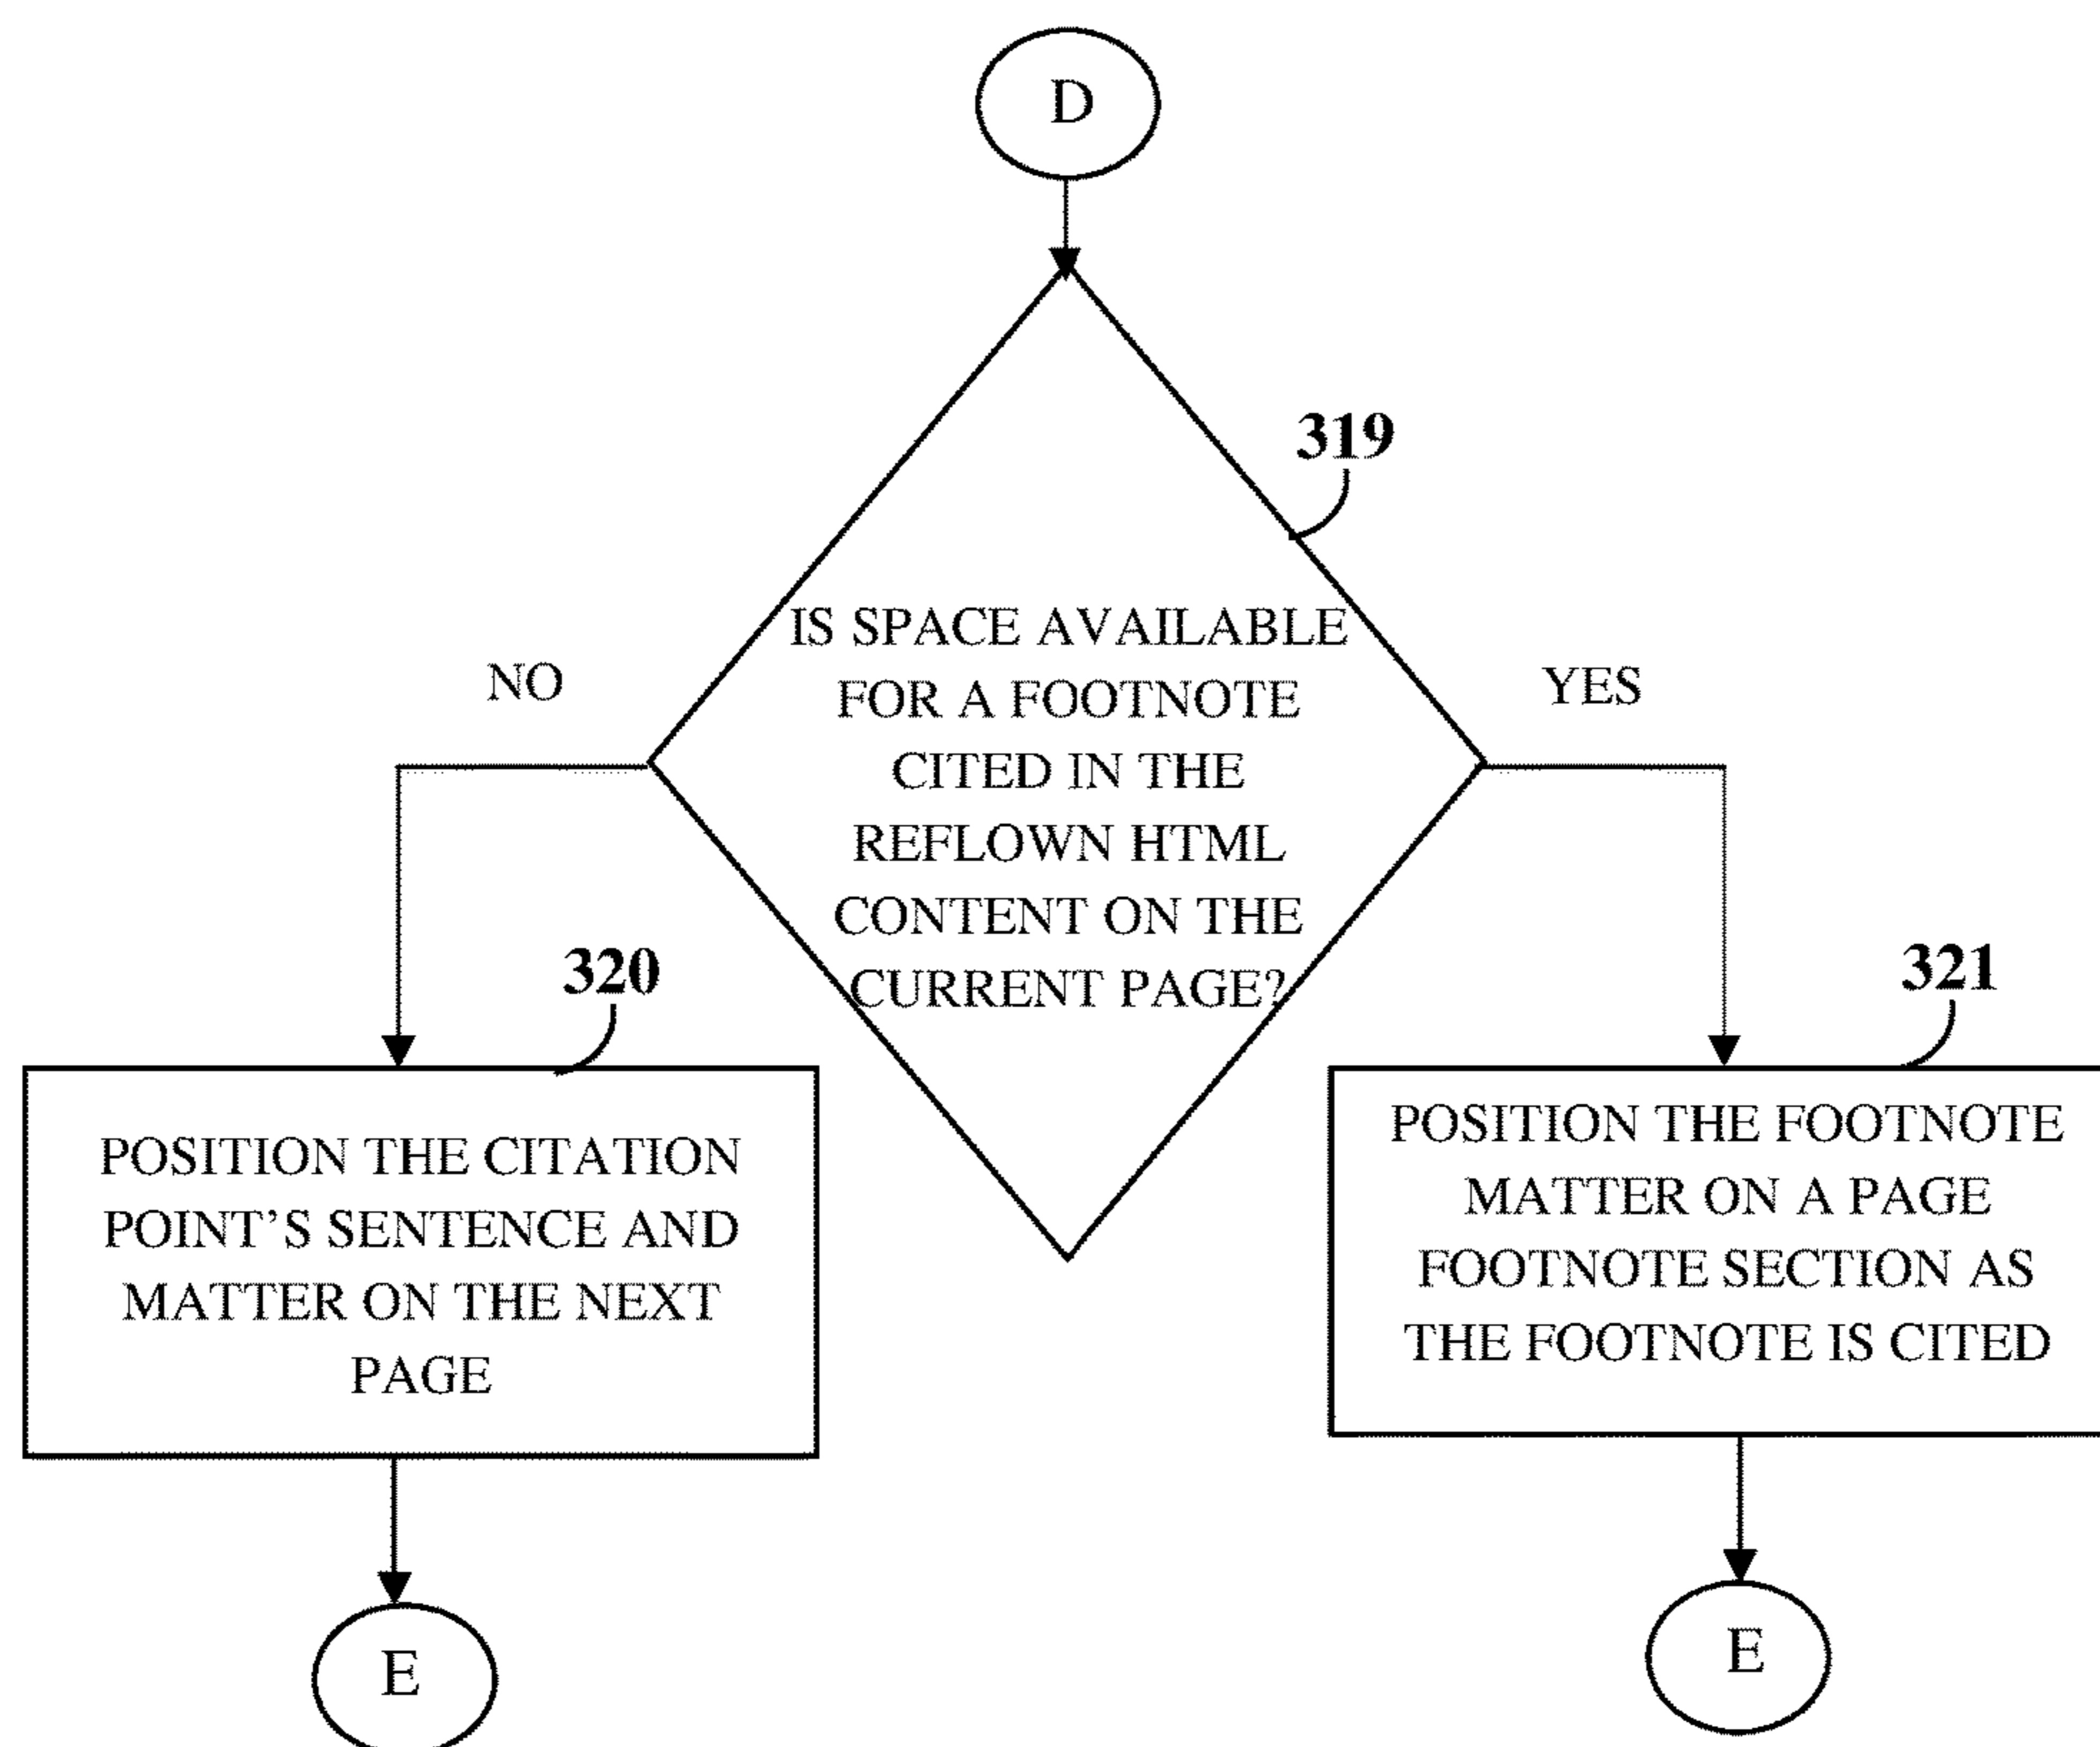 D
319
IS SPACE AVAILABLE
FOR A FOOTNOTE
CITED IN THE
REFLOWN HTML
CONTENT ON THE
CURRENT PAGE?
NO
YES
320
POSITION THE CITATION
POINT'S SENTENCE AND
MATTER ON THE NEXT
PAGE
321
POSITION THE FOOTNOTE
MATTER ON A PAGE
FOOTNOTE SECTION AS
THE FOOTNOTE IS CITED
E
E